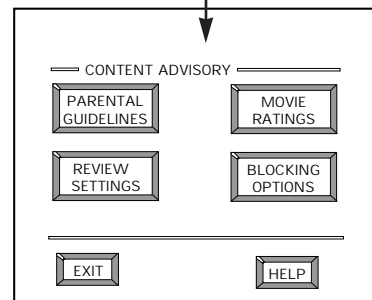 CONTENT ADVISORY
PARENTAL
GUIDELINES
MOVIE
RATINGS
REVIEW
SETTINGS
BLOCKING
OPTIONS
EXIT
HELP